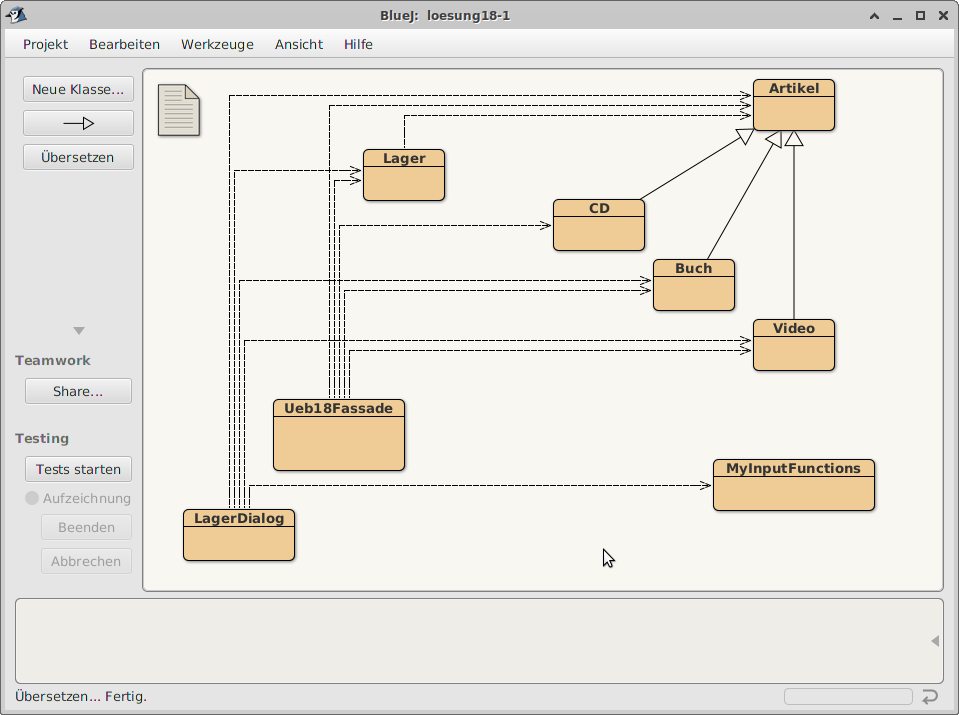 BlueJ: loesung18-1
Projekt Bearbeiten Werkzeuge Ansicht Hilfe
Neue Klasse...
Übersetzen
Teamwork
Share...
Testing
Tests starten
Aufzeichnung
Beenden
Abbrechen
Artikel
Lager
CD
Buch
Video
Ueb18Fassade
MyInputFunctions
LagerDialog
Übersetzen... Fertig.